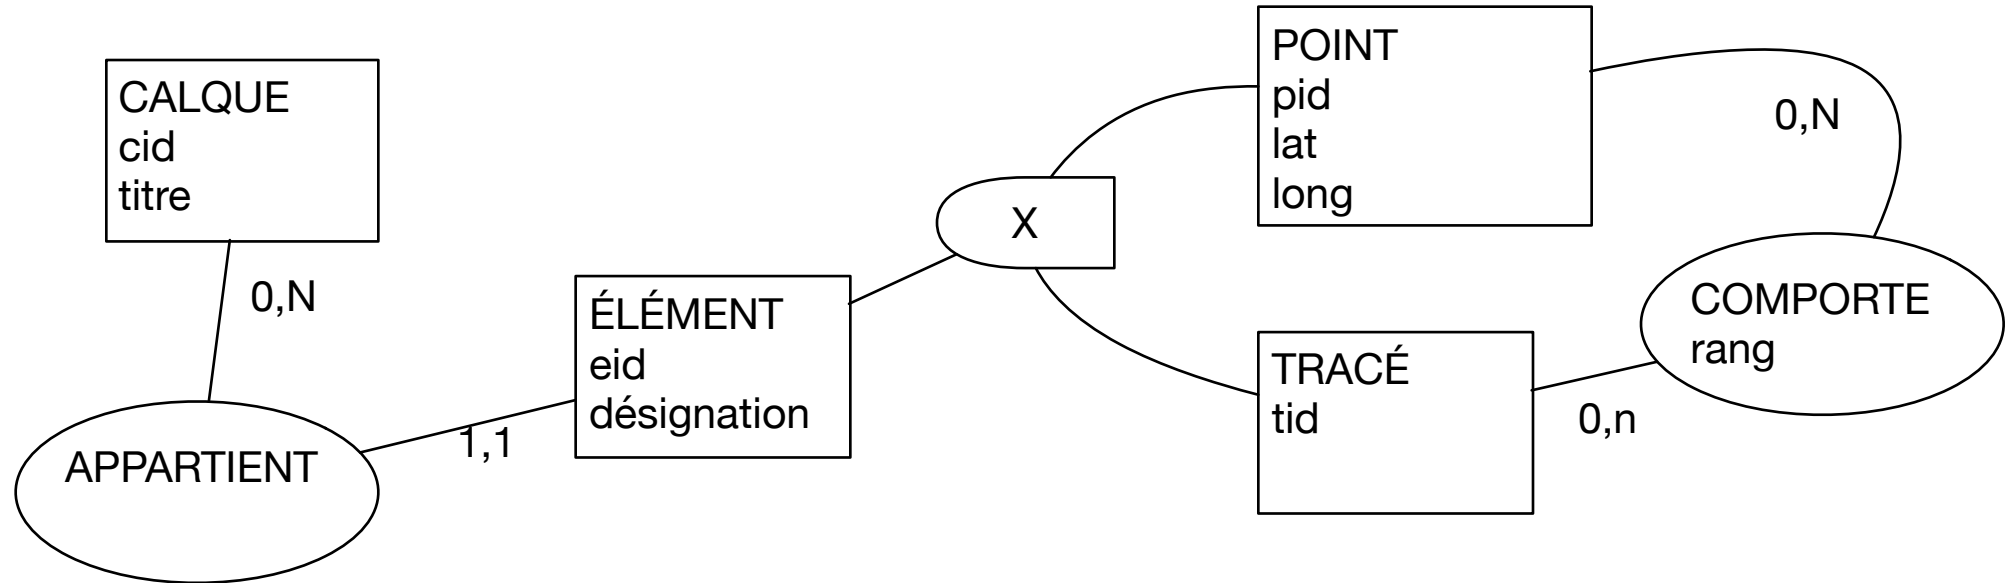 CALQUE
cid
titre
0,N
APPARTIENT
1,1
ÉLÉMENT
eid
désignation
X
POINT
pid
lat
long
0,N
TRACÉ
tid
0,n
COMPORTE
rang